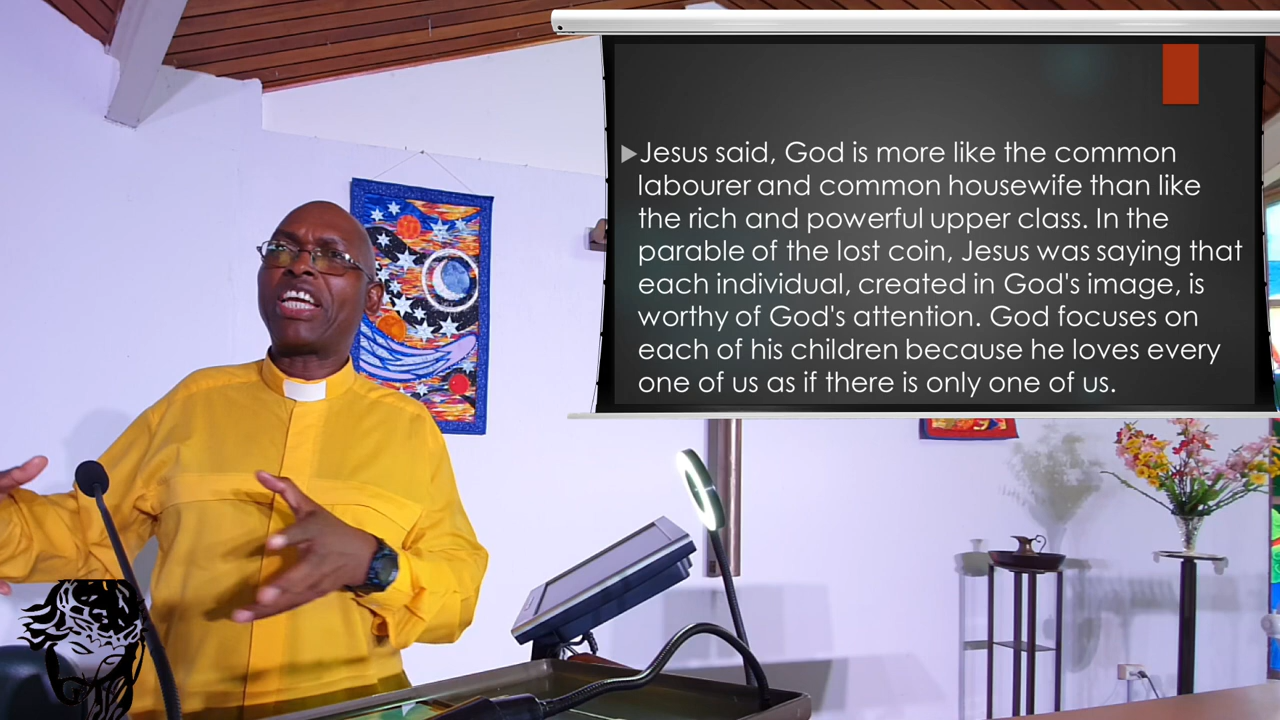 Jesus said, God is more like the common
labourer and common housewife than like
the rich and powerful upper class. In the
parable of the lost coin, Jesus was saying that
each individual, created in God's image, is
worthy of God's attention. God focuses on
each of his children because he loves every
one of us as if there is only one of us.